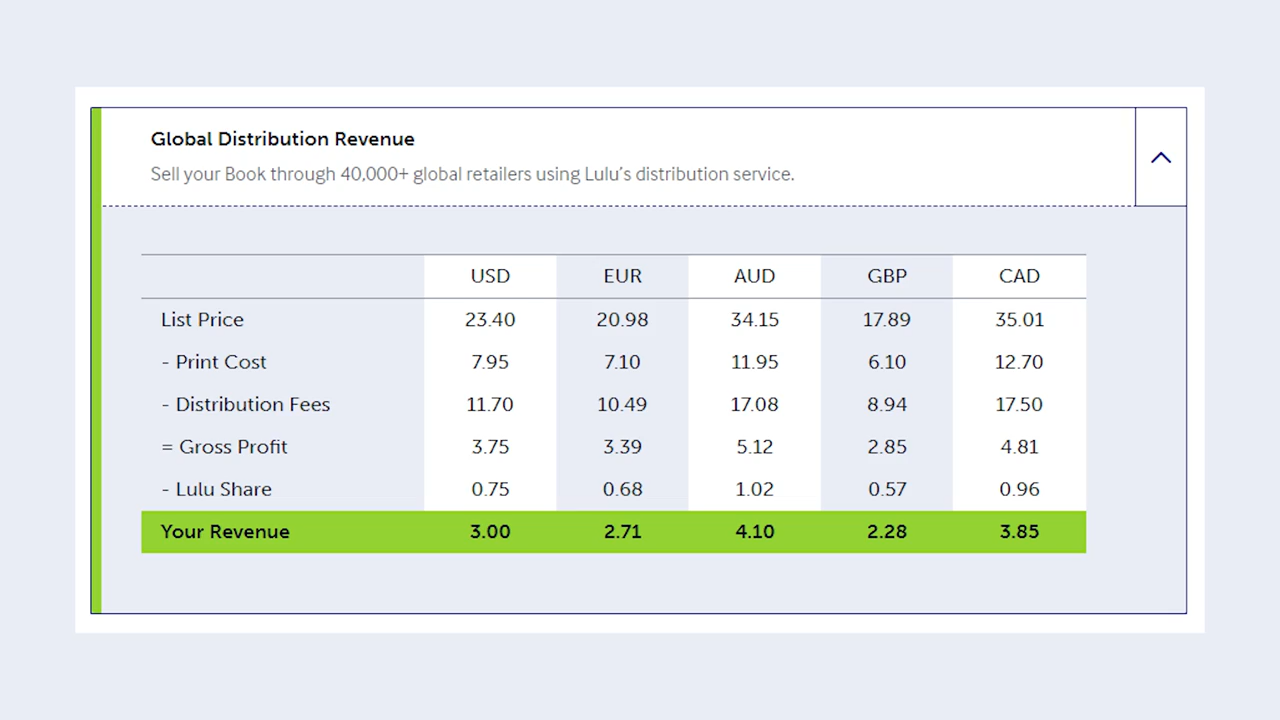 Global Distribution Revenue
Sell your Book through 40,000+ global retailers using Lulu’s distribution service.
USD EUR AUD GBP CAD
List Price 23.40 20.98 34.15 17.89 35.01
- Print Cost 7.95 7.10 11.95 6.10 12.70
- Distribution Fees 11.70 10.49 17.08 8.94 17.50
= Gross Profit 3.75 3.39 5.12 2.85 4.81
- Lulu Share 0.75 0.68 1.02 0.57 0.96
Your Revenue 3.00 2.71 4.10 2.28 3.85